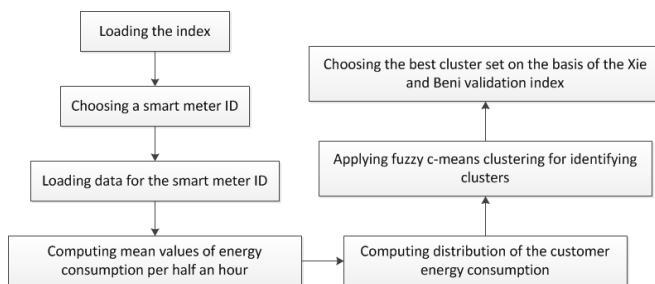 Loading the index
Choosing a smart meter ID
Loading data for the smart meter ID
Computing mean values of energy
consumption per half an hour
Computing distribution of the customer
energy consumption
Applying fuzzy c-means clustering for identifying
clusters
Choosing the best cluster set on the basis of the Xie
and Beni validation index